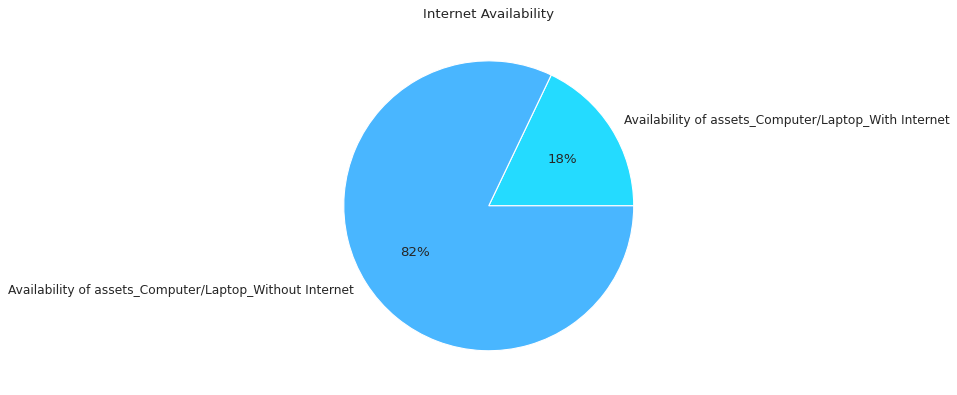 Internet Availability
Availability of assets_Computer/Laptop_With Internet
18%
82%
Availability of assets_Computer/Laptop_Without Internet